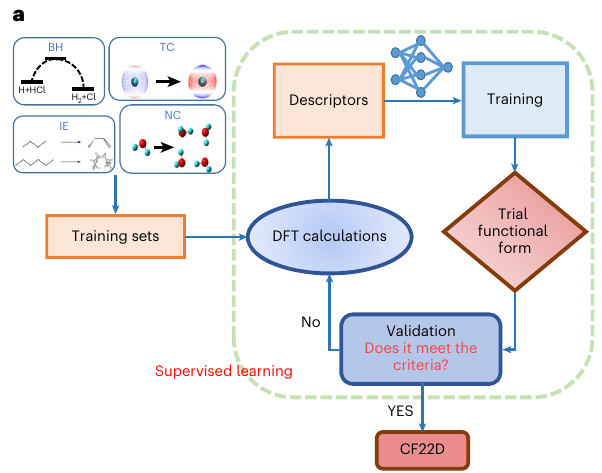 a
BH
H+HCl
H2+Cl
TC
IE
NC
Training sets
DFT calculations
Descriptors
Training
Trial
functional
form
Validation
Does it meet the
criteria?
No
Supervised learning
YES
CF22D